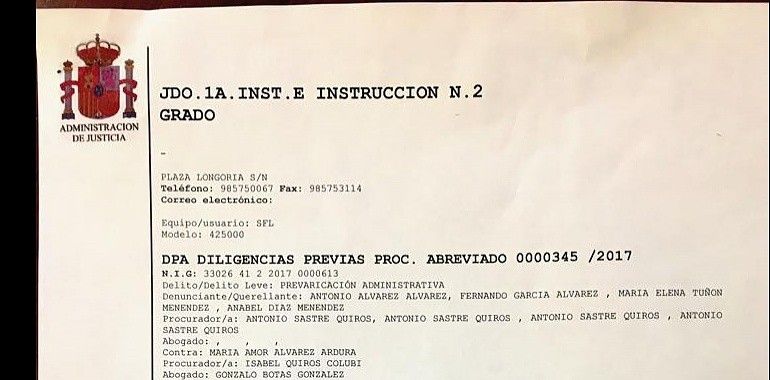 ADMINISTRACION
DE JUSTICIA
JDO.1A.INST.E INSTRUCCION N.2
GRADO
-
PLAZA LONGORIA S/N
Teléfono: 985750067 Fax: 985753114
Correo electrónico:
Equipo/usuario: SFL
Modelo: 425000
DPA DILIGENCIAS PREVIAS PROC. ABREVIADO 0000345 /2017
N.I.G: 33026 41 2 2017 0000613
Delito/Delito Leve: PREVARICACIÓN ADMINISTRATIVA
Denunciante/Querellante: ANTONIO ALVAREZ ALVAREZ, FERNANDO GARCIA ALVAREZ , MARIA ELENA TUÑON
MENENDEZ , ANABEL DIAZ MENENDEZ
Procurador/a: ANTONIO SASTRE QUIROS, ANTONIO SASTRE QUIROS , ANTONIO SASTRE QUIROS , ANTONIO
SASTRE QUIROS
Abogado: , , ,
Contra: MARIA AMOR ALVAREZ ARDURA
Procurador/a: ISABEL QUIROS COLUBI
Abogado: GONZALO BOTAS GONZALEZ